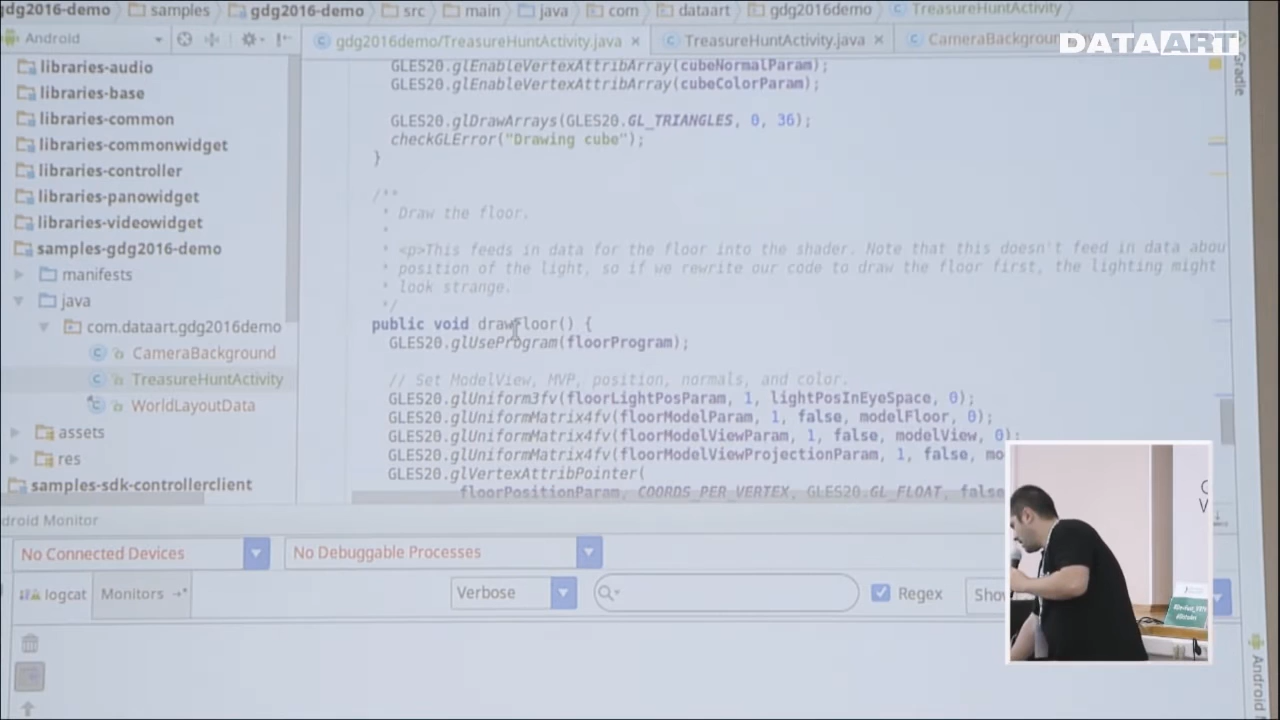 gdg2016-demo samples gdg2016-demo src main java com dataart gdg2016demo TreasureHuntActivity
Android
gdg2016demo/TreasureHuntActivity.java × TreasureHuntActivity.java × CameraBackground
DATAART
Gradle
libraries-audio
libraries-base
libraries-common
libraries-commonwidget
libraries-controller
libraries-panowidget
libraries-videowidget
samples-gdg2016-demo
manifests
java
com.dataart.gdg2016demo
CameraBackground
TreasureHuntActivity
WorldLayoutData
assets
res
samples-sdk-controllerclient
GLES20.glEnableVertexAttribArray(cubeNormalParam);
GLES20.glEnableVertexAttribArray(cubeColorParam);
GLES20.glDrawArrays(GLES20.GL_TRIANGLES, 0, 36);
checkGLError("Drawing cube");
}
/**
* Draw the floor.
*
* <p>This feeds in data for the floor into the shader. Note that this doesn't feed in data abou
* position of the light, so if we rewrite our code to draw the floor first, the lighting might
* look strange.
*/
public void drawFloor() {
GLES20.glUseProgram(floorProgram);
// Set ModelView, MVP, position, normals, and color.
GLES20.glUniform3fv(floorLightPosParam, 1, lightPosInEyeSpace, 0);
GLES20.glUniformMatrix4fv(floorModelParam, 1, false, modelFloor, 0);
GLES20.glUniformMatrix4fv(floorModelViewParam, 1, false, modelView, 0);
GLES20.glUniformMatrix4fv(floorModelViewProjectionParam, 1, false, mo
GLES20.glVertexAttribPointer(
floorPositionParam, COORDS_PER_VERTEX, GLES20.GL_FLOAT, false
droid Monitor
No Connected Devices No Debuggable Processes
logcat Monitors Verbose Regex Sho